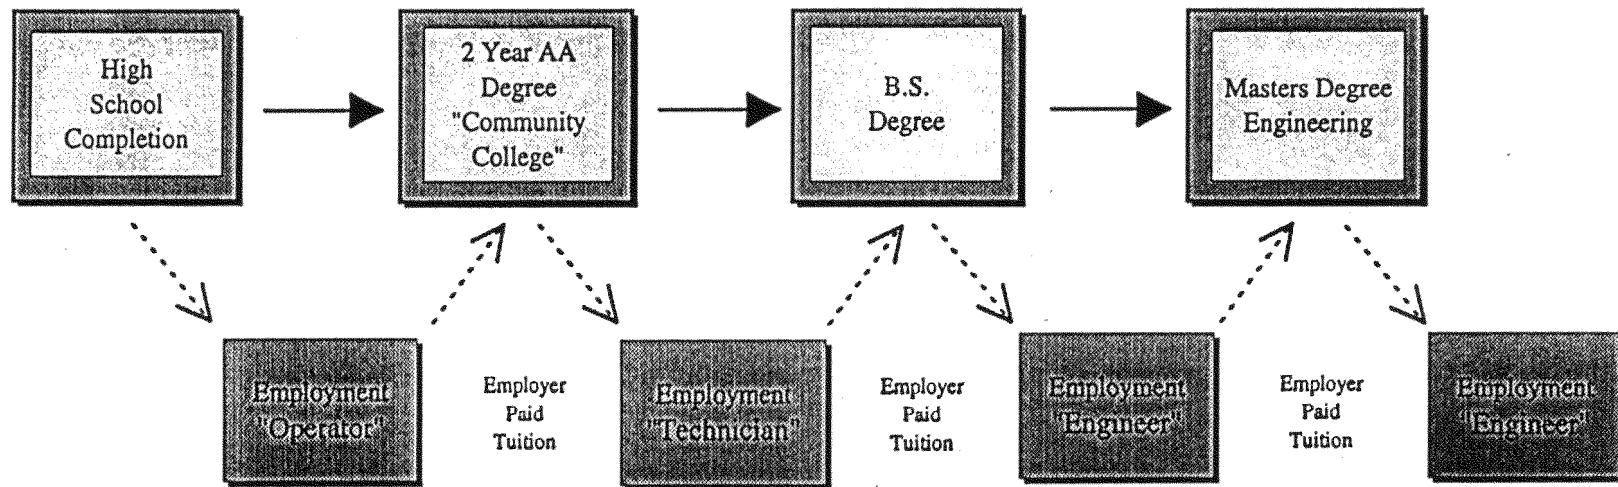 High
School
Completion
2 Year AA
Degree
"Community
College"
B.S.
Degree
Masters Degree
Engineering
Employment
"Operator"
Employer
Paid
Tuition
Employment
"Technician"
Employer
Paid
Tuition
Employment
"Engineer"
Employer
Paid
Tuition
Employment
"Engineer"